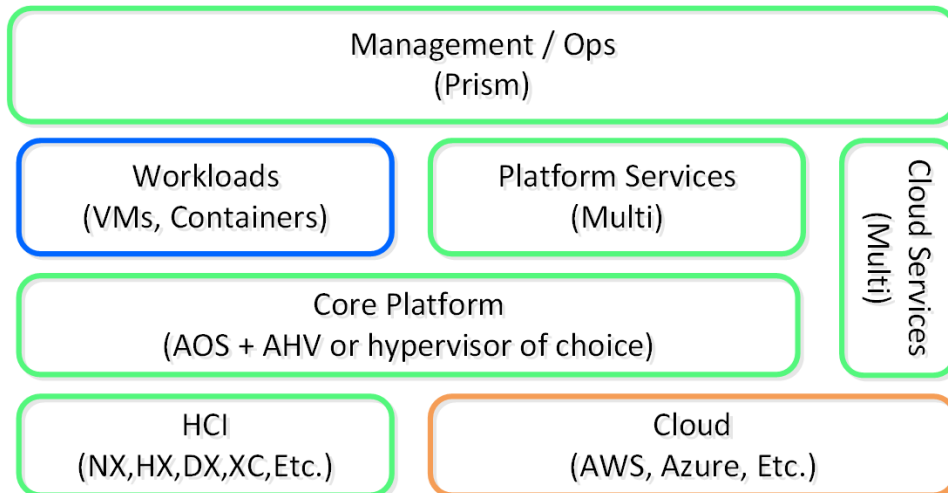 Management / Ops
(Prism)
Workloads
(VMs, Containers)
Platform Services
(Multi)
Cloud Services
(Multi)
Core Platform
(AOS + AHV or hypervisor of choice)
HCI
(NX,HX,DX,XC,Etc.)
Cloud
(AWS, Azure, Etc.)